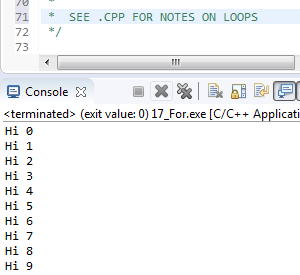 70 *
71 * SEE .CPP FOR NOTES ON LOOPS
72 */
73
Console
<terminated> (exit value: 0) 17_For.exe [C/C++ Applicati
Hi 0
Hi 1
Hi 2
Hi 3
Hi 4
Hi 5
Hi 6
Hi 7
Hi 8
Hi 9